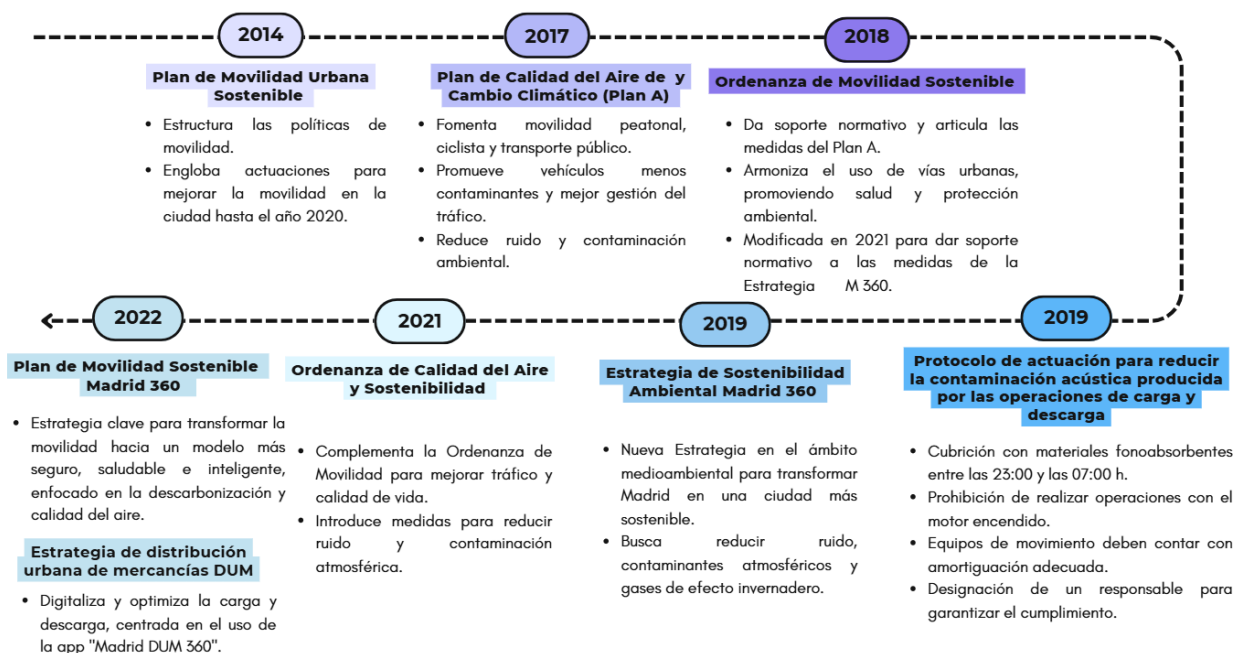 2014
Plan de Movilidad Urbana
Sostenible
• Estructura las políticas de
movilidad.
• Engloba actuaciones para
mejorar la movilidad en la
ciudad hasta el año 2020.
2017
Plan de Calidad del Aire de y
Cambio Climático (Plan A)
• Fomenta movilidad peatonal,
ciclista y transporte público.
• Promueve vehículos menos
contaminantes y mejor gestión del
tráfico.
• Reduce ruido y contaminación
ambiental.
2018
Ordenanza de Movilidad Sostenible
• Da soporte normativo y articula las
medidas del Plan A.
• Armoniza el uso de vías urbanas,
promoviendo salud y protección
ambiental.
• Modificada en 2021 para dar soporte
normativo a las medidas de la
Estrategia M 360.
2019
Protocolo de actuación para reducir
la contaminación acústica producida
por las operaciones de carga y
descarga
• Cubrición con materiales fonoabsorbentes
entre las 23:00 y las 07:00 h.
• Prohibición de realizar operaciones con el
motor encendido.
• Equipos de movimiento deben contar con
amortiguación adecuada.
• Designación de un responsable para
garantizar el cumplimiento.
2019
Estrategia de Sostenibilidad
Ambiental Madrid 360
• Nueva Estrategia en el ámbito
medioambiental para transformar
Madrid en una ciudad más
sostenible.
• Busca reducir ruido,
contaminantes atmosféricos y
gases de efecto invernadero.
2021
Ordenanza de Calidad del Aire
y Sostenibilidad
• Complementa la Ordenanza de
Movilidad para mejorar tráfico y
calidad de vida.
• Introduce medidas para reducir
ruido y contaminación
atmosférica.
2022
Plan de Movilidad Sostenible
Madrid 360
• Estrategia clave para transformar la
movilidad hacia un modelo más
seguro, saludable e inteligente,
enfocado en la descarbonización y
calidad del aire.
Estrategia de distribución
urbana de mercancías DUM
• Digitaliza y optimiza la carga y
descarga, centrada en el uso de
la app "Madrid DUM 360".